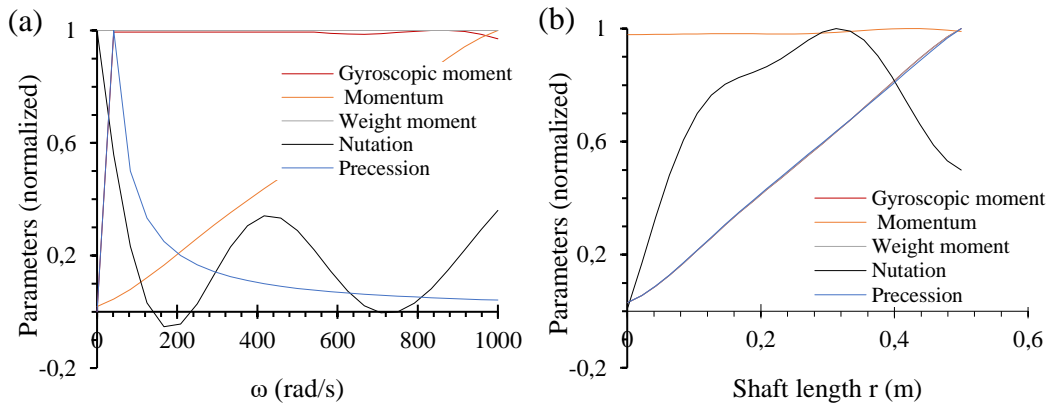 (a)
Parameters (normalized)
1
0,6
0,2
-0,2
0
200
400
600
800
1000
ω (rad/s)
Gyroscopic moment
Momentum
Weight moment
Nutation
Precession
(b)
Parameters (normalized)
1
0,6
0,2
-0,2
0
0,2
0,4
0,6
Shaft length r (m)
Gyroscopic moment
Momentum
Weight moment
Nutation
Precession